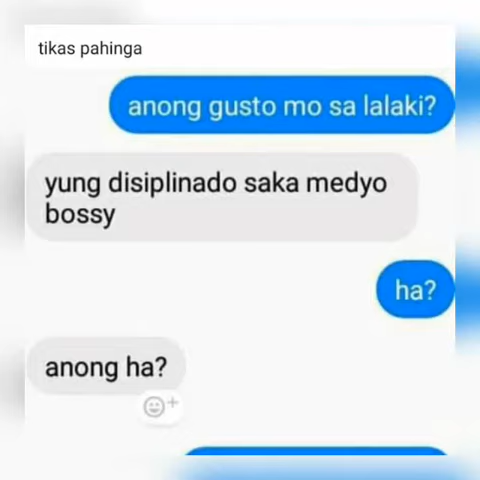 tikas pahinga
anong gusto mo sa lalaki?
yung disiplinado saka medyo
bossy
ha?
anong ha?